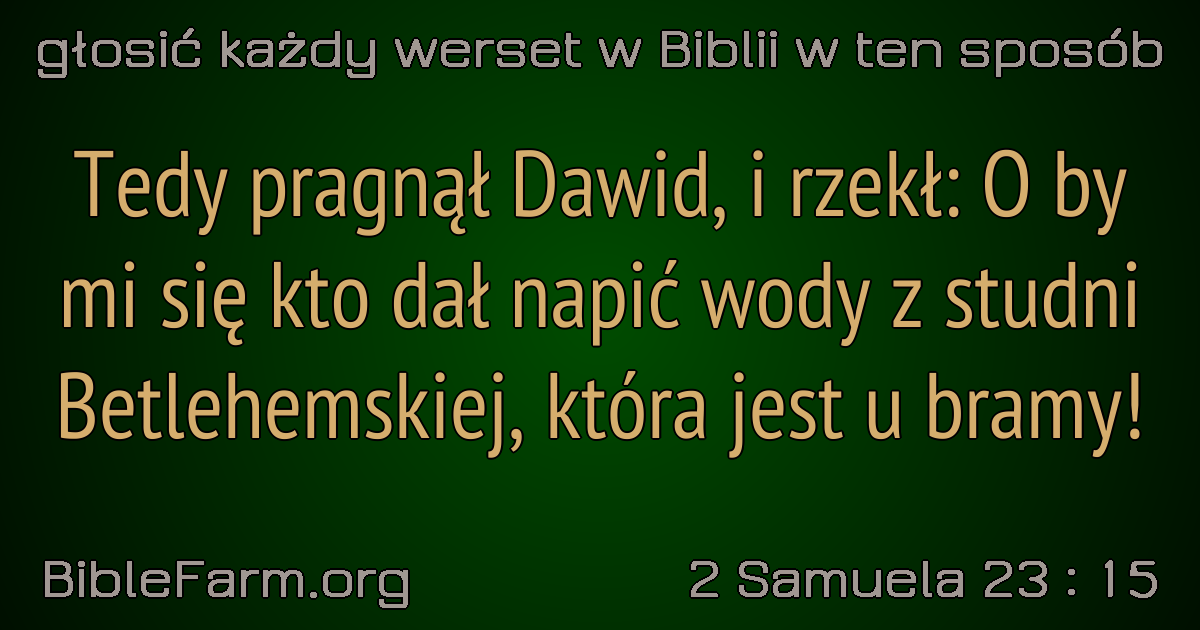 głosić każdy werset w Biblii w ten sposób
Tedy pragnął Dawid, i rzekł: O by
mi się kto dał napić wody z studni
Betlehemskiej, która jest u bramy!
BibleFarm.org
2 Samuela 23 : 15